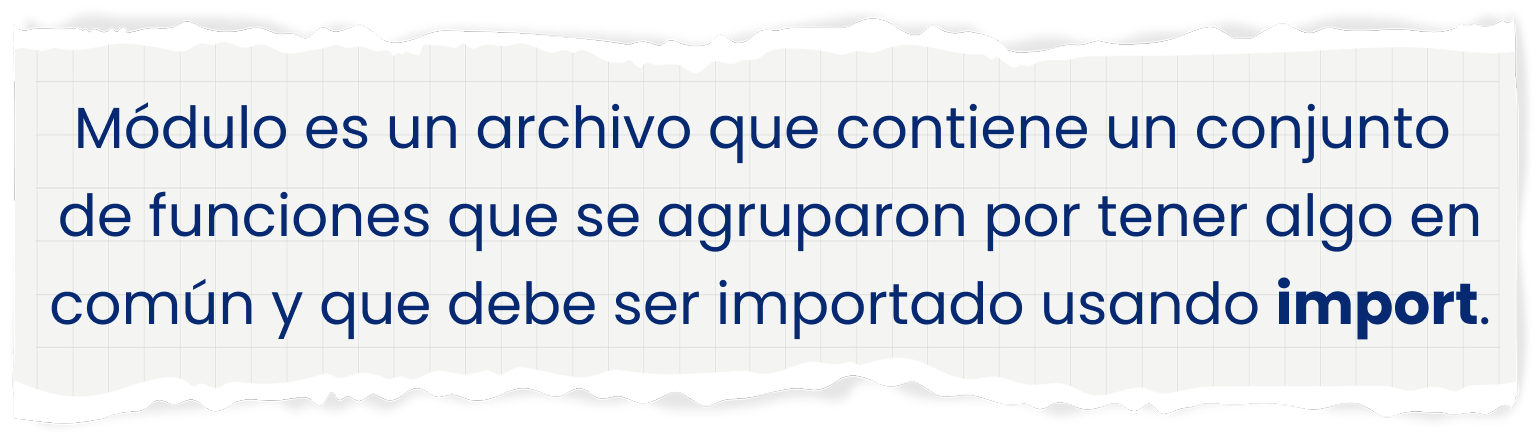 Módulo es un archivo que contiene un conjunto
de funciones que se agruparon por tener algo en
común y que debe ser importado usando import.